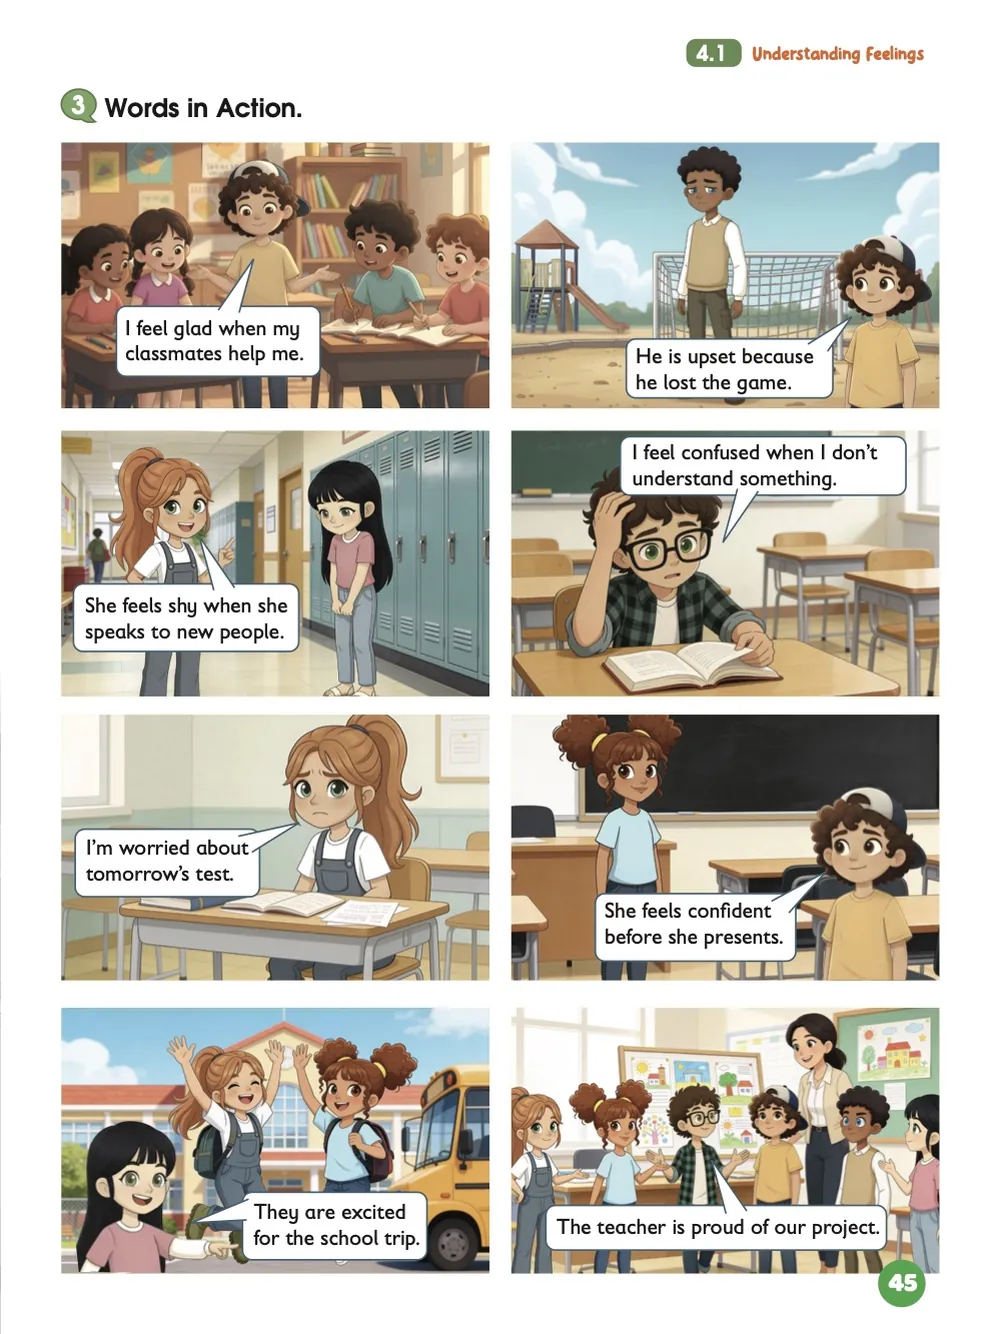 4.1 Understanding Feelings
3 Words in Action.
I feel glad when my
classmates help me.
He is upset because
he lost the game.
She feels shy when she
speaks to new people.
I feel confused when I don't
understand something.
I'm worried about
tomorrow's test.
She feels confident
before she presents.
They are excited
for the school trip.
The teacher is proud of our project.
45